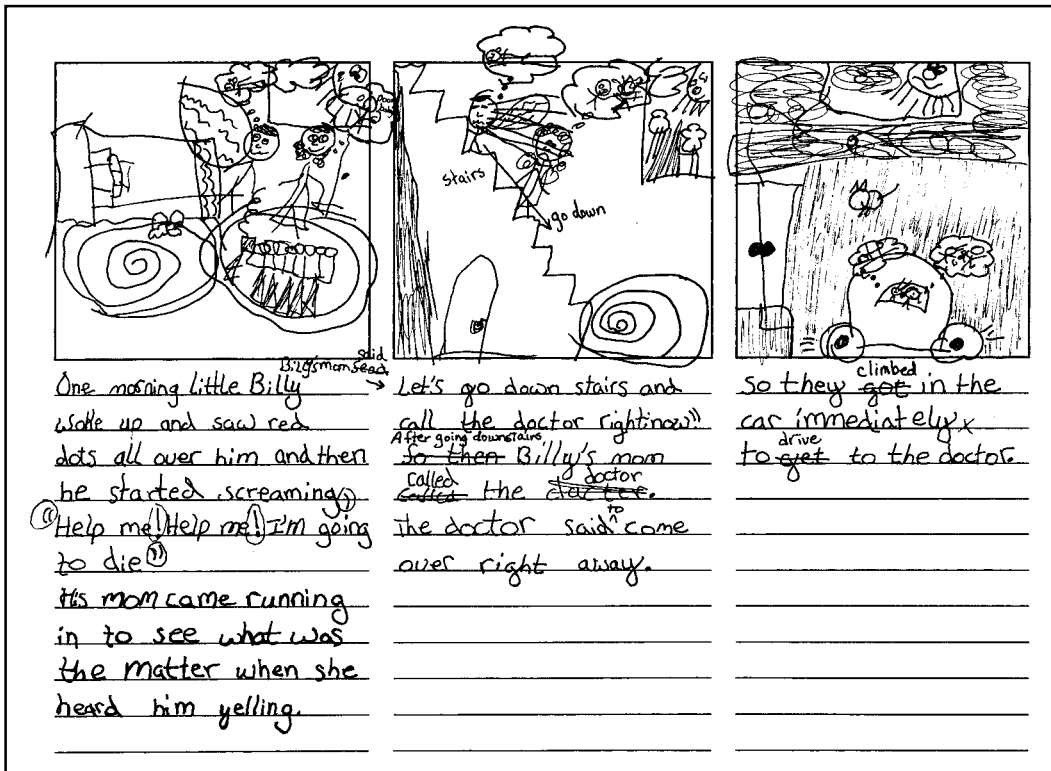 stairs
go down
One morning little Billy
woke up and saw red
dots all over him and then
he started screaming,
"Help me! Help me! I'm going
to die"
His mom came running
in to see what was
the matter when she
heard him yelling.
said
Billy's mom sead
Let's go down stairs and
call the doctor right now!"
After going downstairs,
So then Billy's mom
called doctor
the
The doctor said to come
over right away.
climbed
So they got in the
car immediately
drive
to get to the doctor.